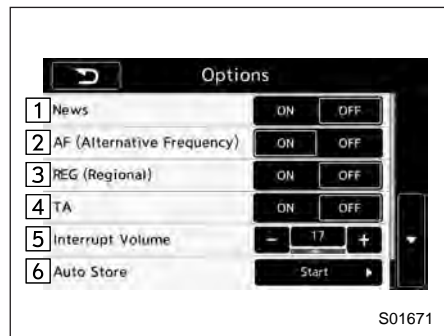 Options
1 News ON OFF
2 AF (Alternative Frequency) ON OFF
3 REG (Regional) ON OFF
4 TA ON OFF
5 Interrupt Volume - 17 +
6 Auto Store Start
S01671